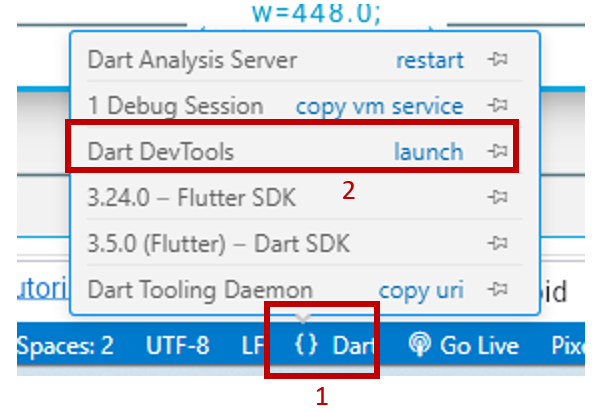 w=448.0;
Dart Analysis Server restart
1 Debug Session copy vm service
Dart DevTools launch
2
3.24.0 – Flutter SDK
3.5.0 (Flutter) – Dart SDK
utori
Dart Tooling Daemon copy uri
oid
Spaces: 2 UTF-8 LF {} Dart Go Live Pixe
1